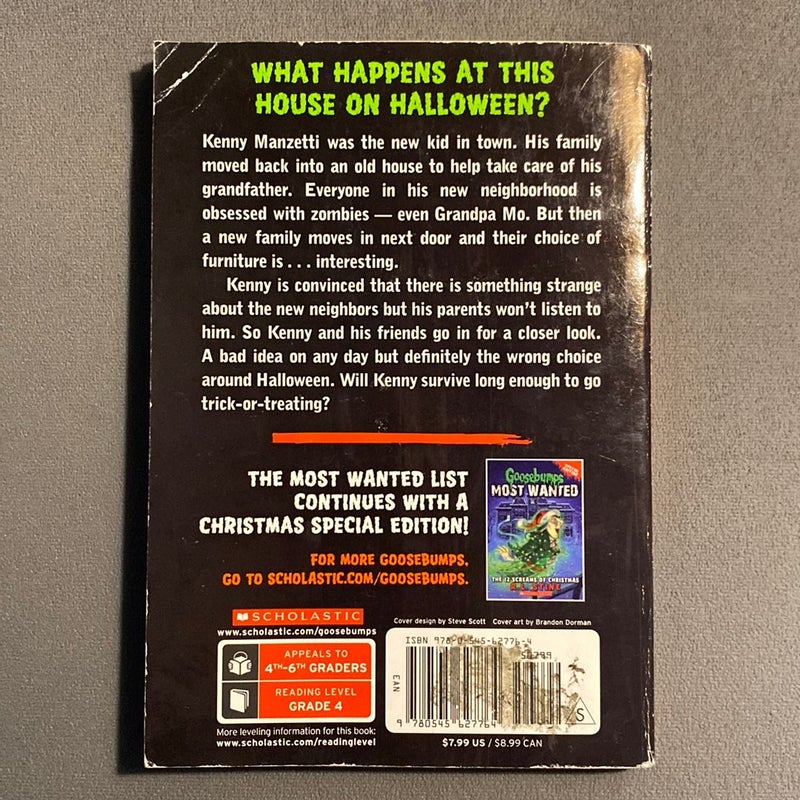 WHAT HAPPENS AT THIS
HOUSE ON HALLOWEEN?
Kenny Manzetti was the new kid in town. His family
moved back into an old house to help take care of his
grandfather. Everyone in his new neighborhood is
obsessed with zombies — even Grandpa Mo. But then
a new family moves in next door and their choice of
furniture is . . . interesting.
Kenny is convinced that there is something strange
about the new neighbors but his parents won't listen to
him. So Kenny and his friends go in for a closer look.
A bad idea on any day but definitely the wrong choice
around Halloween. Will Kenny survive long enough to go
trick-or-treating?
THE MOST WANTED LIST
CONTINUES WITH A
CHRISTMAS SPECIAL EDITION!
FOR MORE GOOSEBUMPS,
GO TO SCHOLASTIC.COM/GOOSEBUMPS.
SPECIAL EDITION
Goosebumps
MOST WANTED
THE 12 SCREAMS OF CHRISTMAS
R.L. STINE
SCHOLASTIC
www.scholastic.com/goosebumps
APPEALS TO
4TH–6TH GRADERS
READING LEVEL
GRADE 4
More leveling information for this book:
www.scholastic.com/readinglevel
Cover design by Steve Scott Cover art by Brandon Dorman
ISBN 978-0-545-62776-4
50799
EAN
9 780545 627764
S
$7.99 US / $8.99 CAN